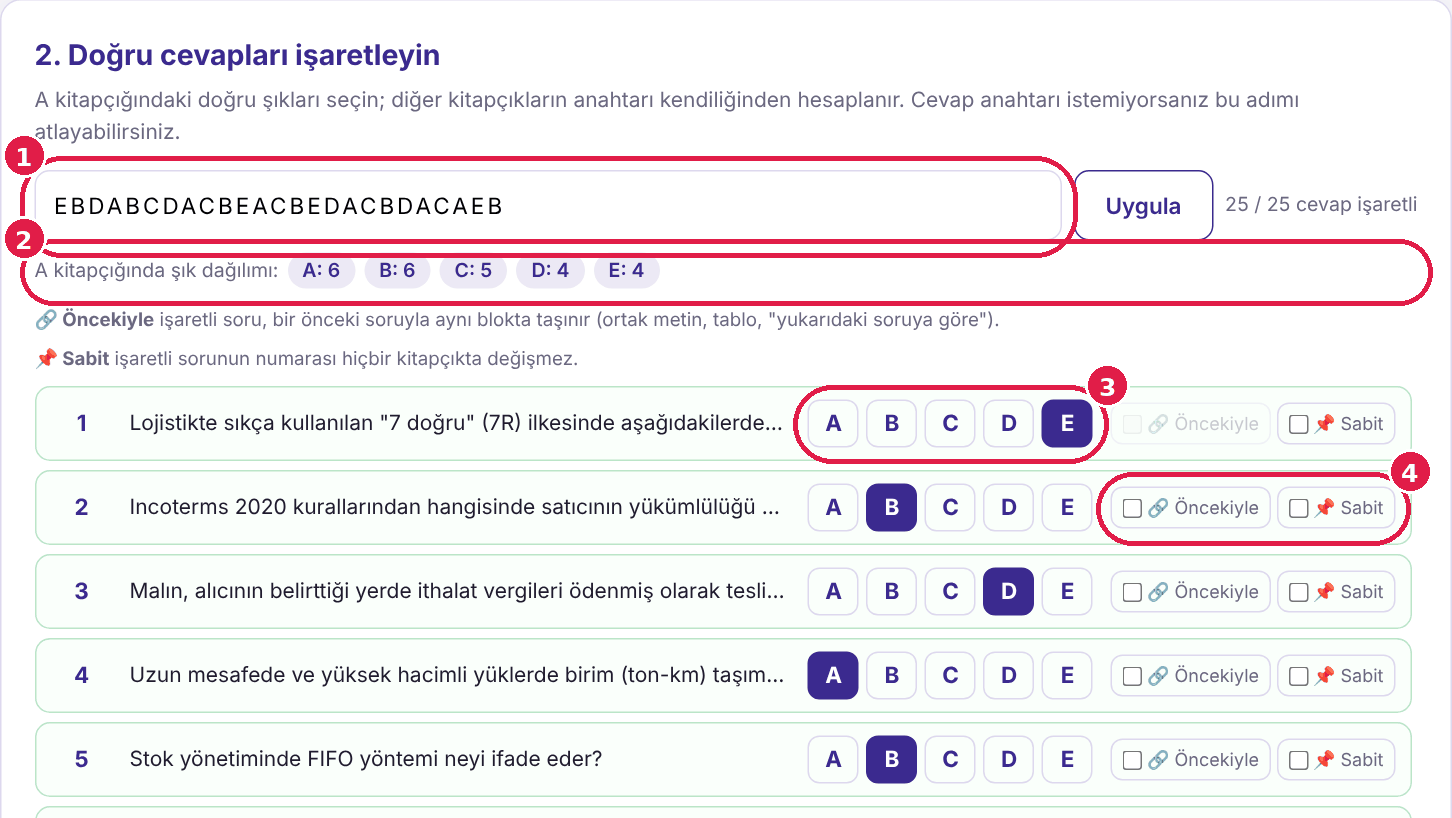 2. Doğru cevapları işaretleyin
A kitapçığındaki doğru şıkları seçin; diğer kitapçıkların anahtarı kendiliğinden hesaplanır. Cevap anahtarı istemiyorsanız bu adımı
atlayabilirsiniz.
1
EBDABCDACBEACBEDACBDACAEB Uygula 25 / 25 cevap işaretli
2
A kitapçığında şık dağılımı: A: 6 B: 6 C: 5 D: 4 E: 4
🔗 Öncekiyle işaretli soru, bir önceki soruyla aynı blokta taşınır (ortak metin, tablo, "yukarıdaki soruya göre").
📌 Sabit işaretli sorunun numarası hiçbir kitapçıkta değişmez.
3
1 Lojistikte sıkça kullanılan "7 doğru" (7R) ilkesinde aşağıdakilerde... A B C D E 🔗 Öncekiyle 📌 Sabit
4
2 Incoterms 2020 kurallarından hangisinde satıcının yükümlülüğü ... A B C D E 🔗 Öncekiyle 📌 Sabit
3 Malın, alıcının belirttiği yerde ithalat vergileri ödenmiş olarak tesli... A B C D E 🔗 Öncekiyle 📌 Sabit
4 Uzun mesafede ve yüksek hacimli yüklerde birim (ton-km) taşım... A B C D E 🔗 Öncekiyle 📌 Sabit
5 Stok yönetiminde FIFO yöntemi neyi ifade eder? A B C D E 🔗 Öncekiyle 📌 Sabit